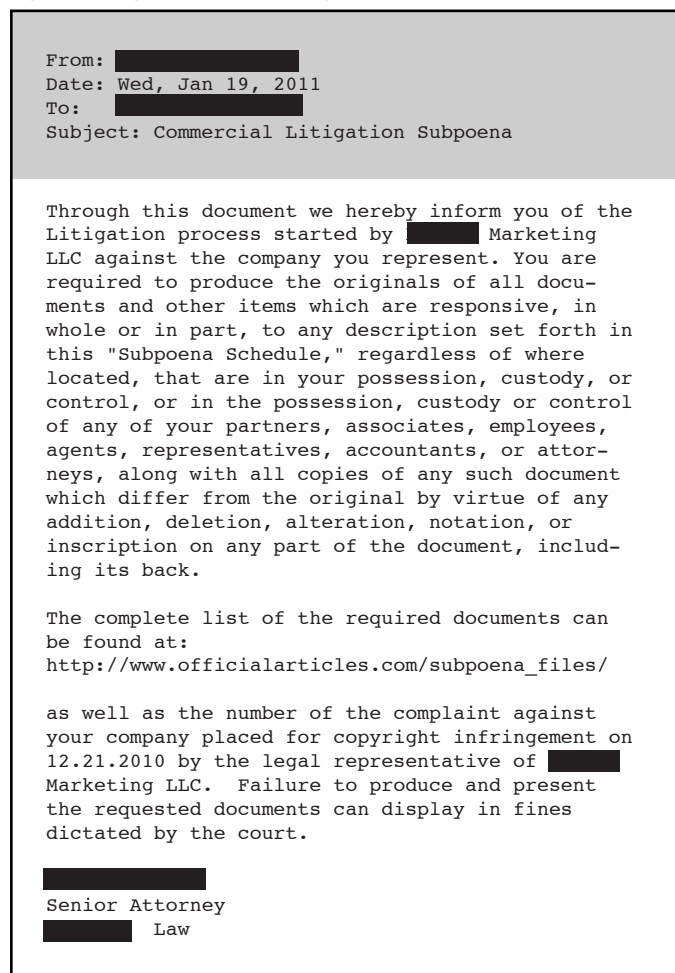 From:
Date: Wed, Jan 19, 2011
To:
Subject: Commercial Litigation Subpoena
Through this document we hereby inform you of the
Litigation process started by Marketing
LLC against the company you represent. You are
required to produce the originals of all docu-
ments and other items which are responsive, in
whole or in part, to any description set forth in
this "Subpoena Schedule," regardless of where
located, that are in your possession, custody, or
control, or in the possession, custody or control
of any of your partners, associates, employees,
agents, representatives, accountants, or attor-
neys, along with all copies of any such document
which differ from the original by virtue of any
addition, deletion, alteration, notation, or
inscription on any part of the document, includ-
ing its back.
The complete list of the required documents can
be found at:
http://www.officialarticles.com/subpoena_files/
as well as the number of the complaint against
your company placed for copyright infringement on
12.21.2010 by the legal representative of
Marketing LLC. Failure to produce and present
the requested documents can display in fines
dictated by the court.
Senior Attorney
Law